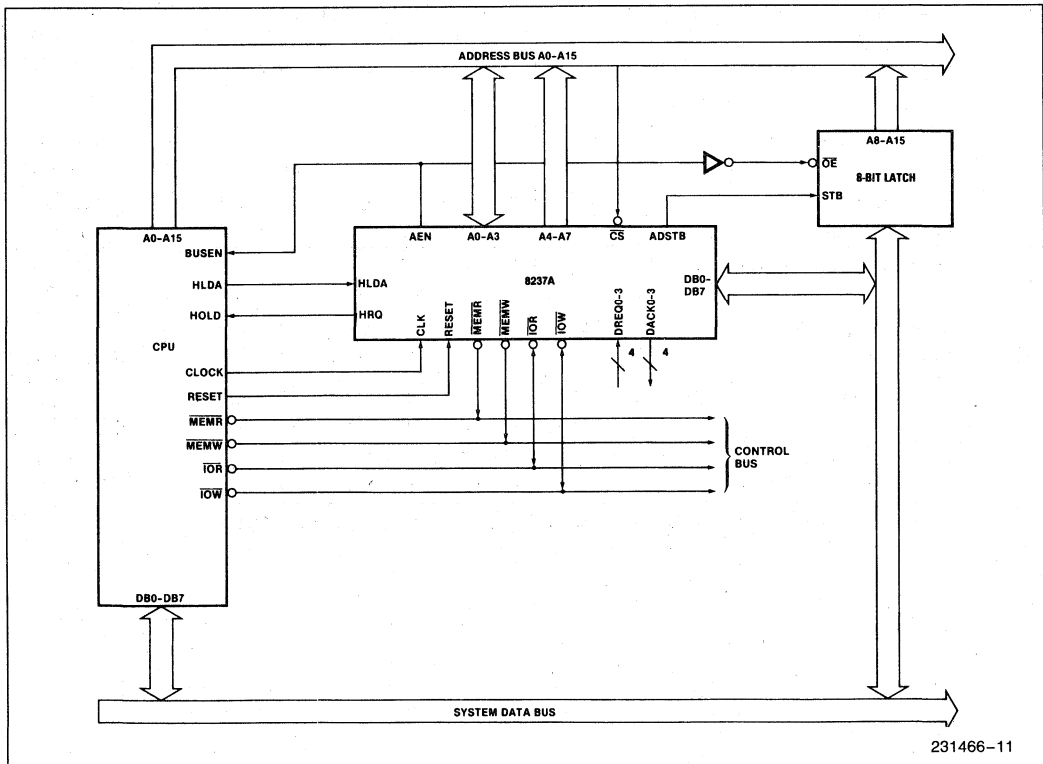 ADDRESS BUS A0–A15
A8–A15
OE
8-BIT LATCH
STB
A0–A15
BUSEN
HLDA
HOLD
CPU
CLOCK
RESET
MEMR
MEMW
IOR
IOW
DB0–DB7
AEN
A0–A3
A4–A7
CS
ADSTB
8237A
HLDA
HRQ
DB0–
DB7
CLK
RESET
MEMR
MEMW
IOR
IOW
DREQ0-3
DACK0-3
4
4
CONTROL
BUS
SYSTEM DATA BUS
231466–11